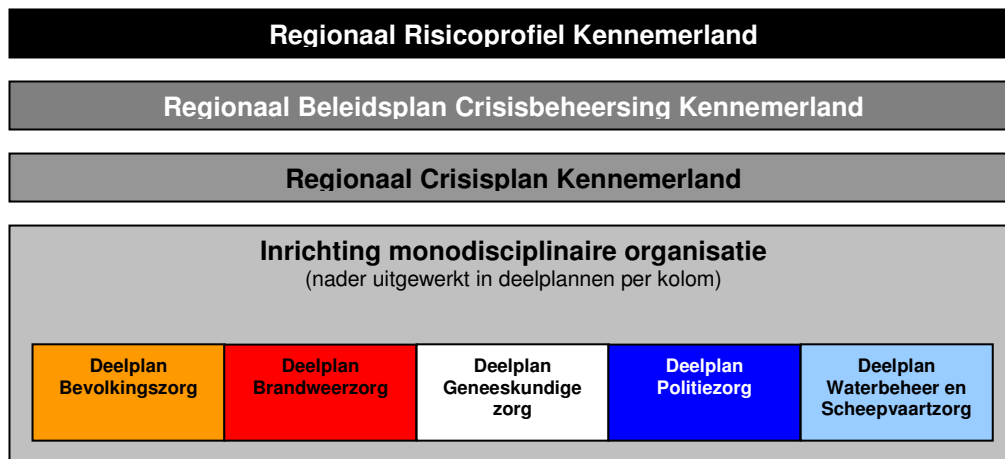 Regionaal Risicoprofiel Kennemerland
Regionaal Beleidsplan Crisisbeheersing Kennemerland
Regionaal Crisisplan Kennemerland
Inrichting monodisciplinaire organisatie
(nader uitgewerkt in deelplannen per kolom)
Deelplan
Bevolkingszorg
Deelplan
Brandweerzorg
Deelplan
Geneeskundige
zorg
Deelplan
Politiezorg
Deelplan
Waterbeheer en
Scheepvaartzorg